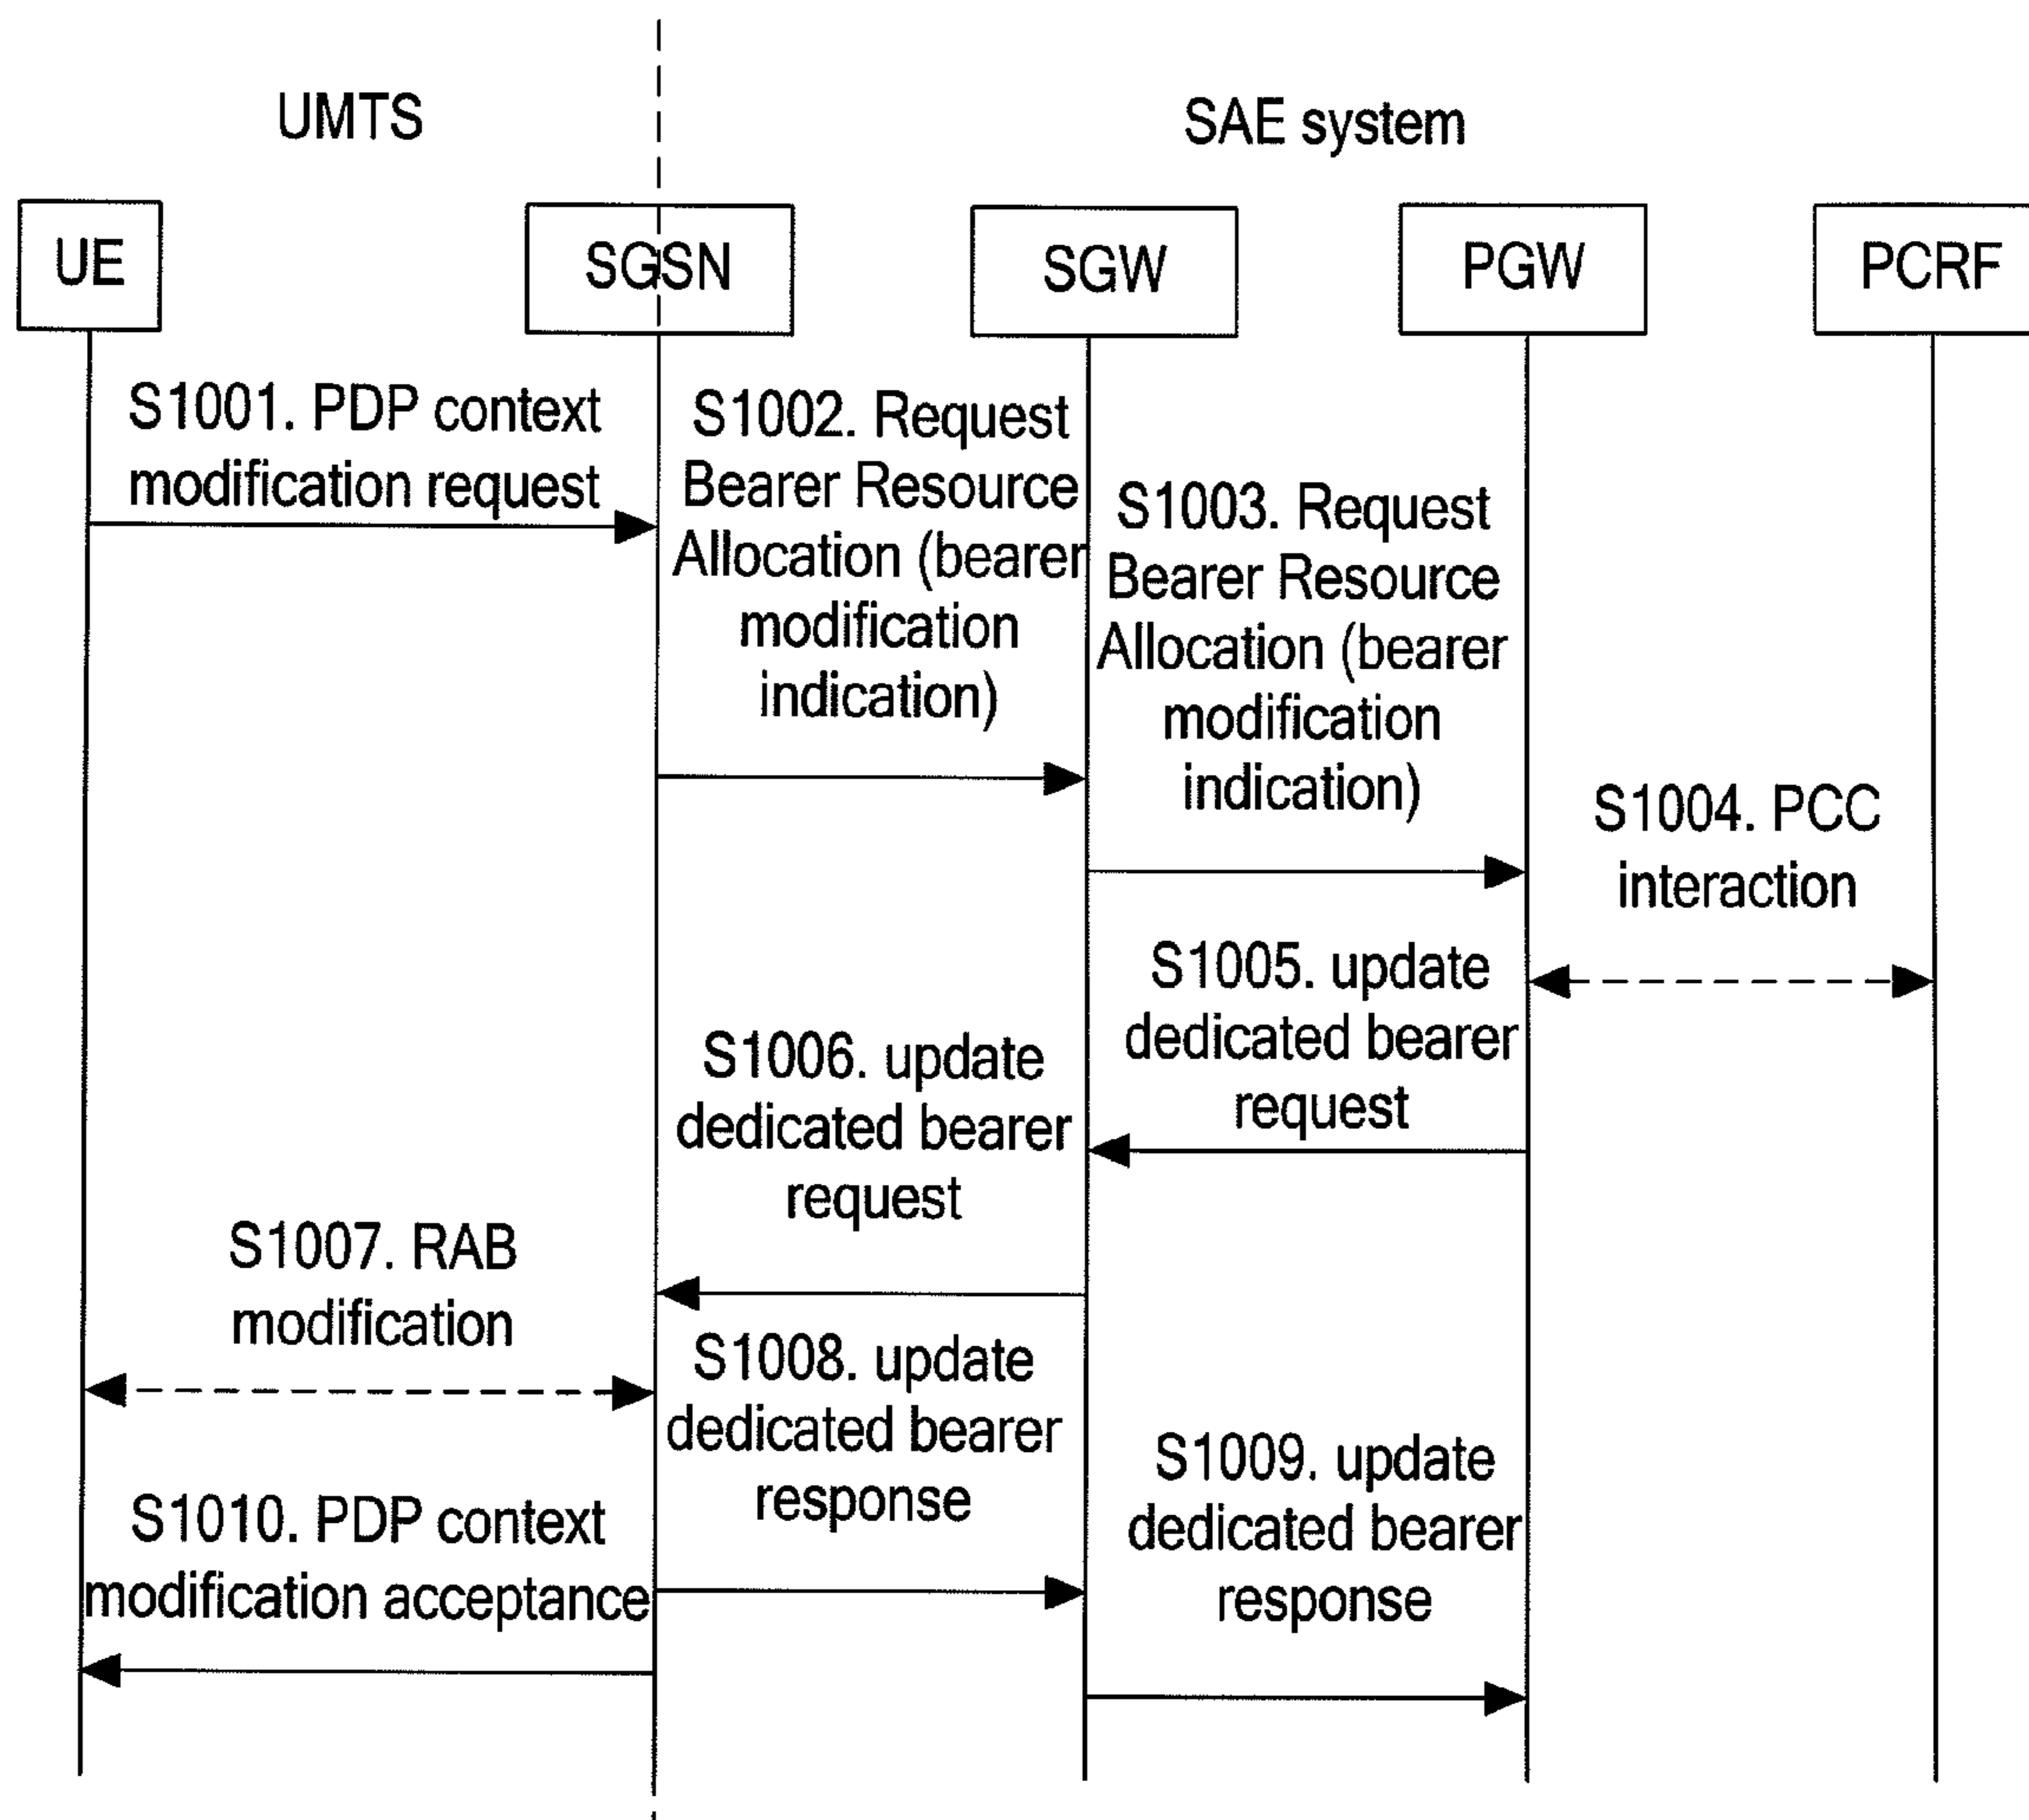 UMTS
SAE system
UE
SGSN
SGW
PGW
PCRF
S1001. PDP context
modification request
S1002. Request
Bearer Resource
Allocation (bearer
modification
indication)
S1003. Request
Bearer Resource
Allocation (bearer
modification
indication)
S1004. PCC
interaction
S1005. update
dedicated bearer
request
S1006. update
dedicated bearer
request
S1007. RAB
modification
S1008. update
dedicated bearer
response
S1009. update
dedicated bearer
response
S1010. PDP context
modification acceptance